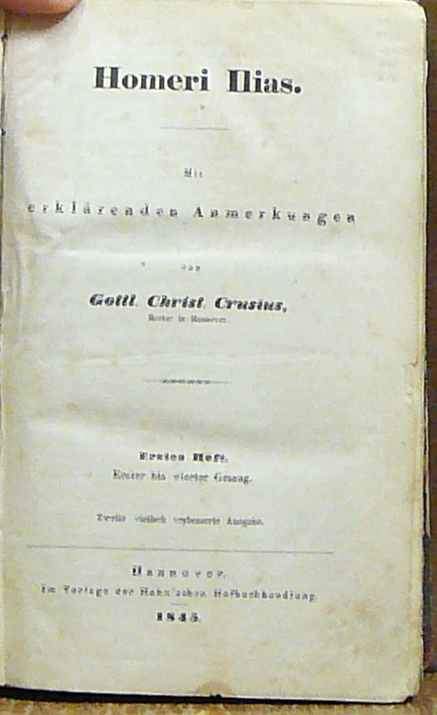 Homeri Ilias.
Mit
erklärenden Anmerkungen
von
Gottl. Christ. Crusius,
Rector in Hannover.
Erstes Heft.
Erster bis vierter Gesang.
Zweite vielfach verbesserte Ausgabe.
Hannover.
Im Verlage der Hahn'schen Hofbuchhandlung.
1845.